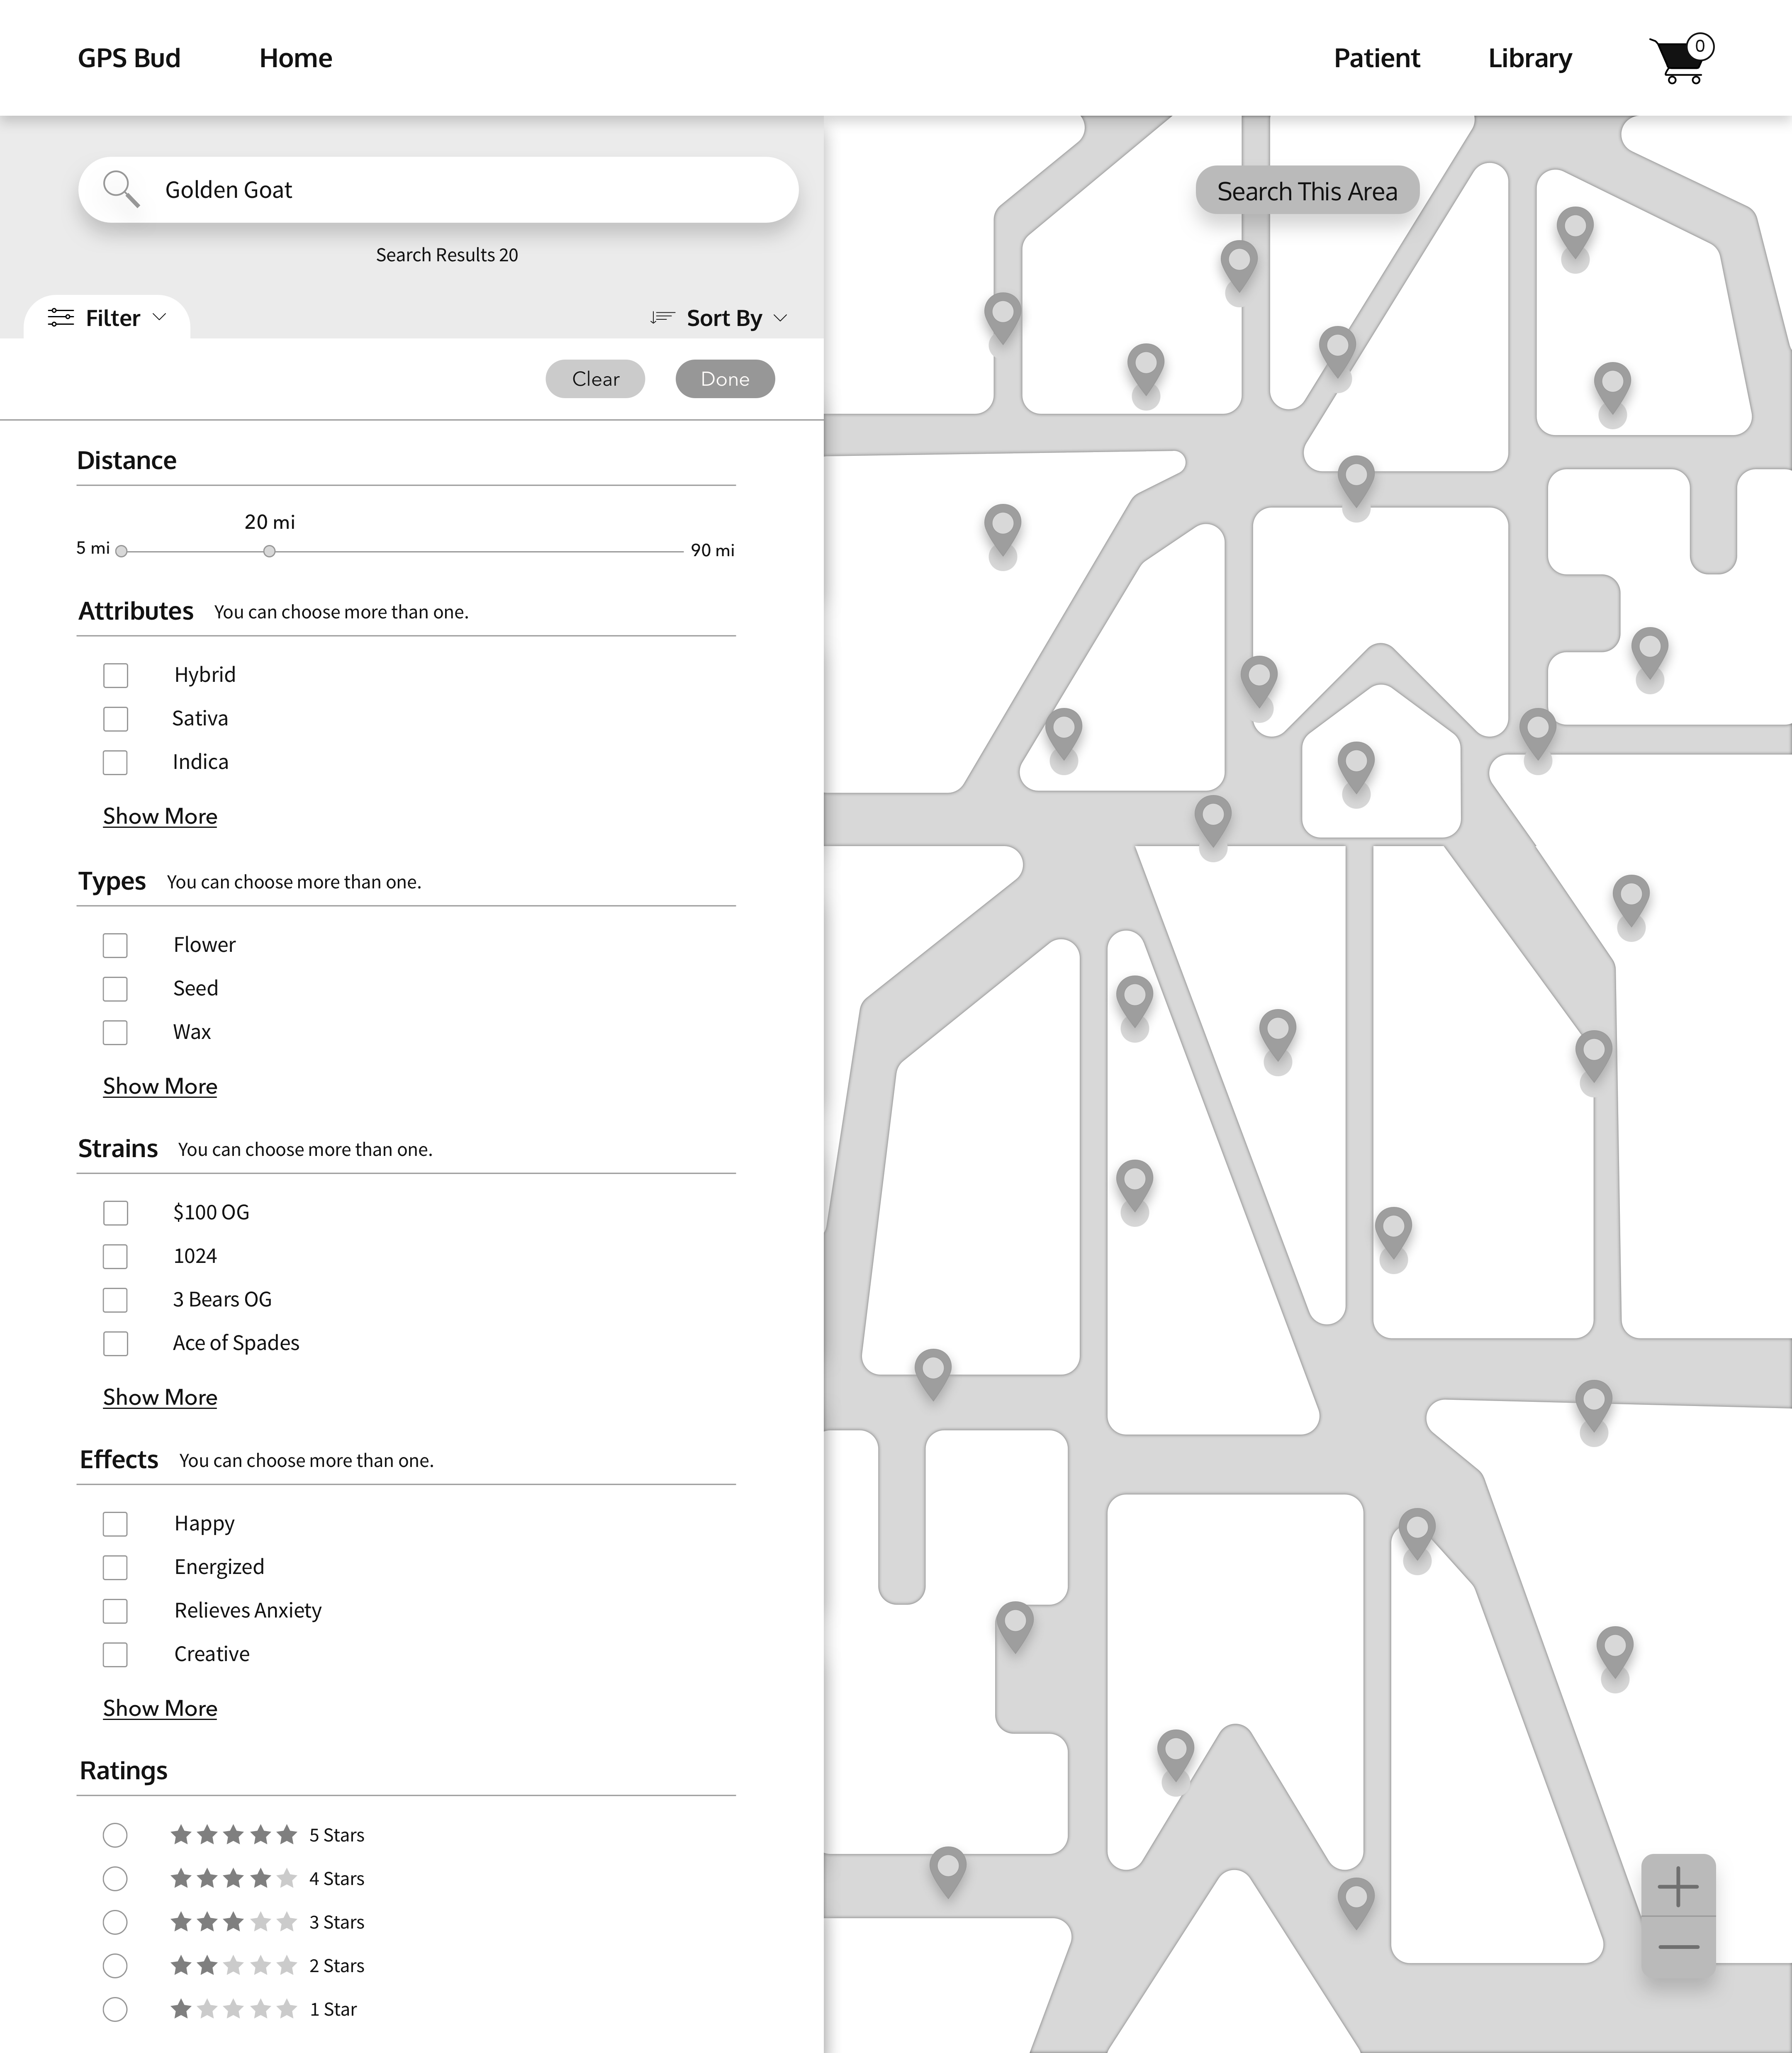 GPS Bud Home Patient Library 0
Golden Goat
Search Results 20
Filter Sort By
Clear Done
Distance
20 mi
5 mi 90 mi
Attributes You can choose more than one.
Hybrid
Sativa
Indica
Show More
Types You can choose more than one.
Flower
Seed
Wax
Show More
Strains You can choose more than one.
$100 OG
1024
3 Bears OG
Ace of Spades
Show More
Effects You can choose more than one.
Happy
Energized
Relieves Anxiety
Creative
Show More
Ratings
5 Stars
4 Stars
3 Stars
2 Stars
1 Star
Search This Area